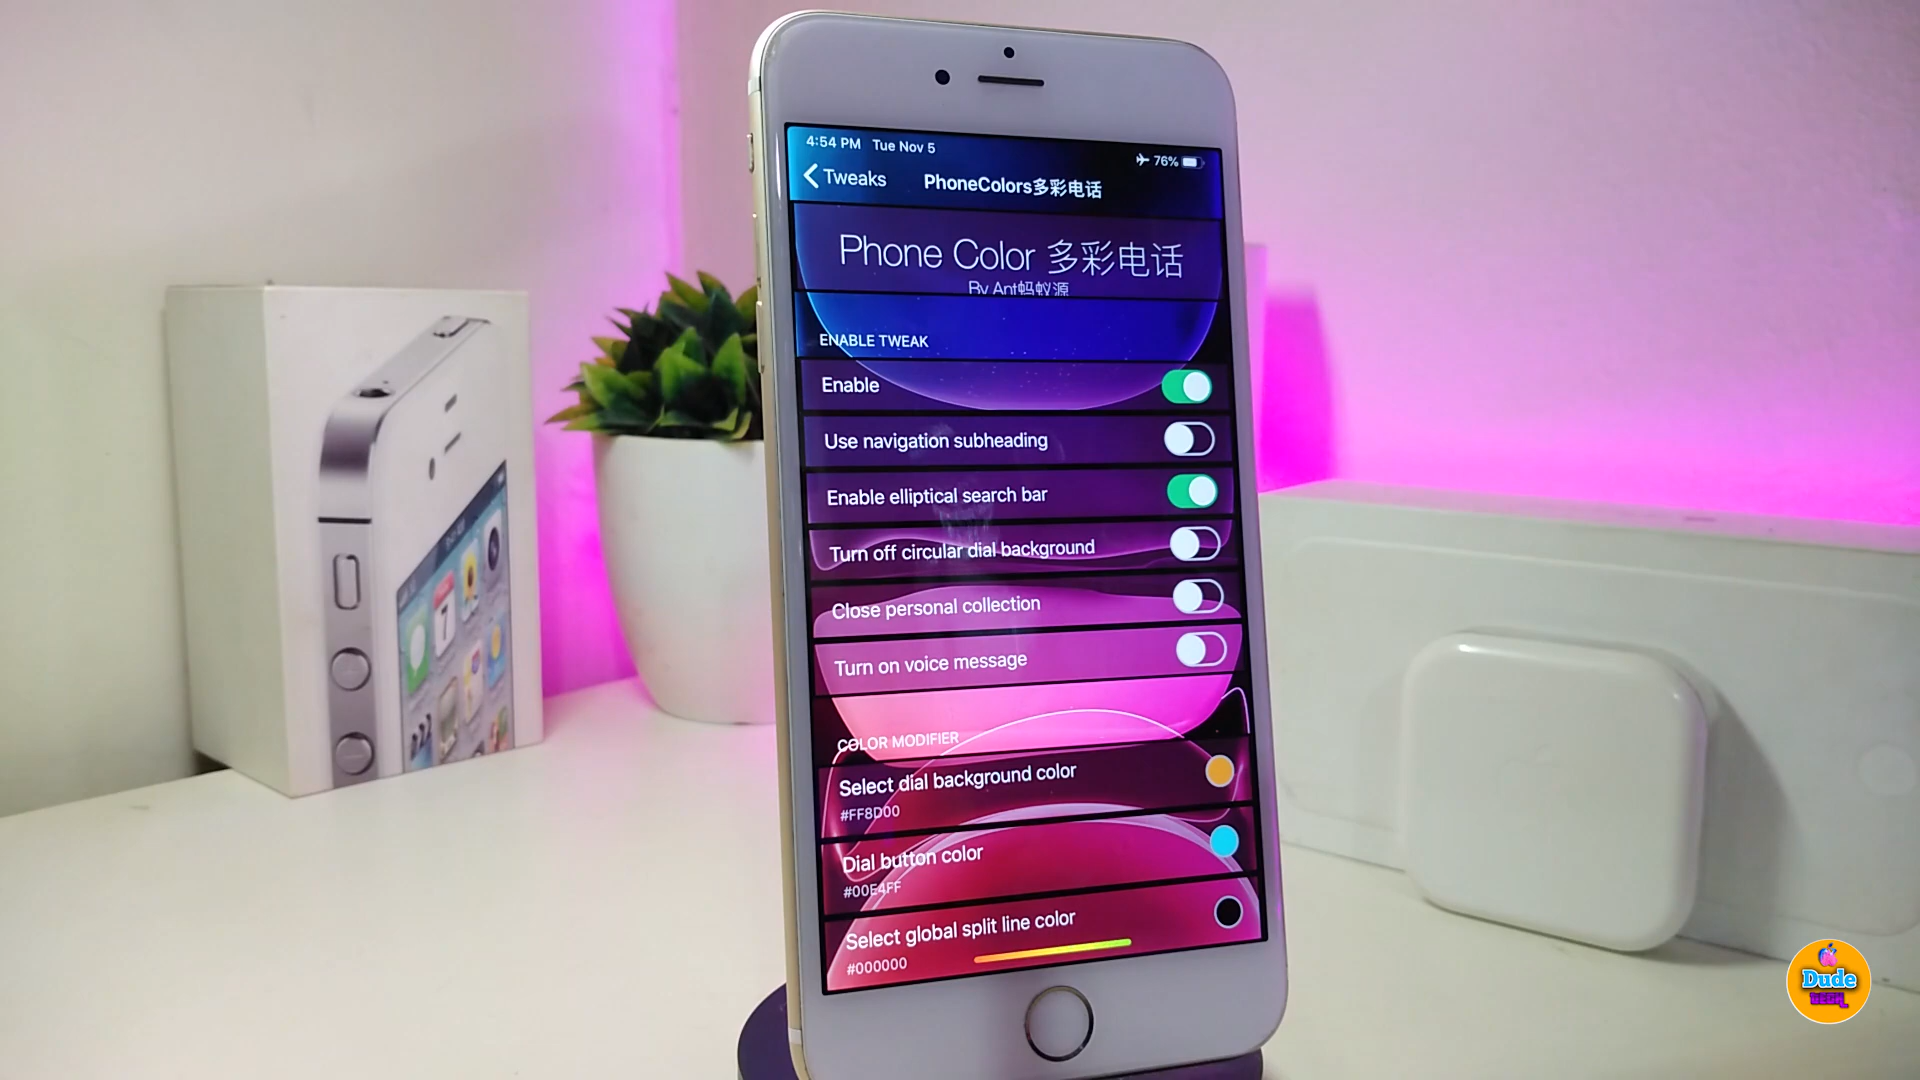 4:54 PM Tue Nov 5
76%
Tweaks
PhoneColors多彩电话
Phone Color 多彩电话
By Ant蚂蚁源
ENABLE TWEAK
Enable
Use navigation subheading
Enable elliptical search bar
Turn off circular dial background
Close personal collection
Turn on voice message
COLOR MODIFIER
Select dial background color
#FF8D00
Dial button color
#00E4FF
Select global split line color
#000000
7
Dude